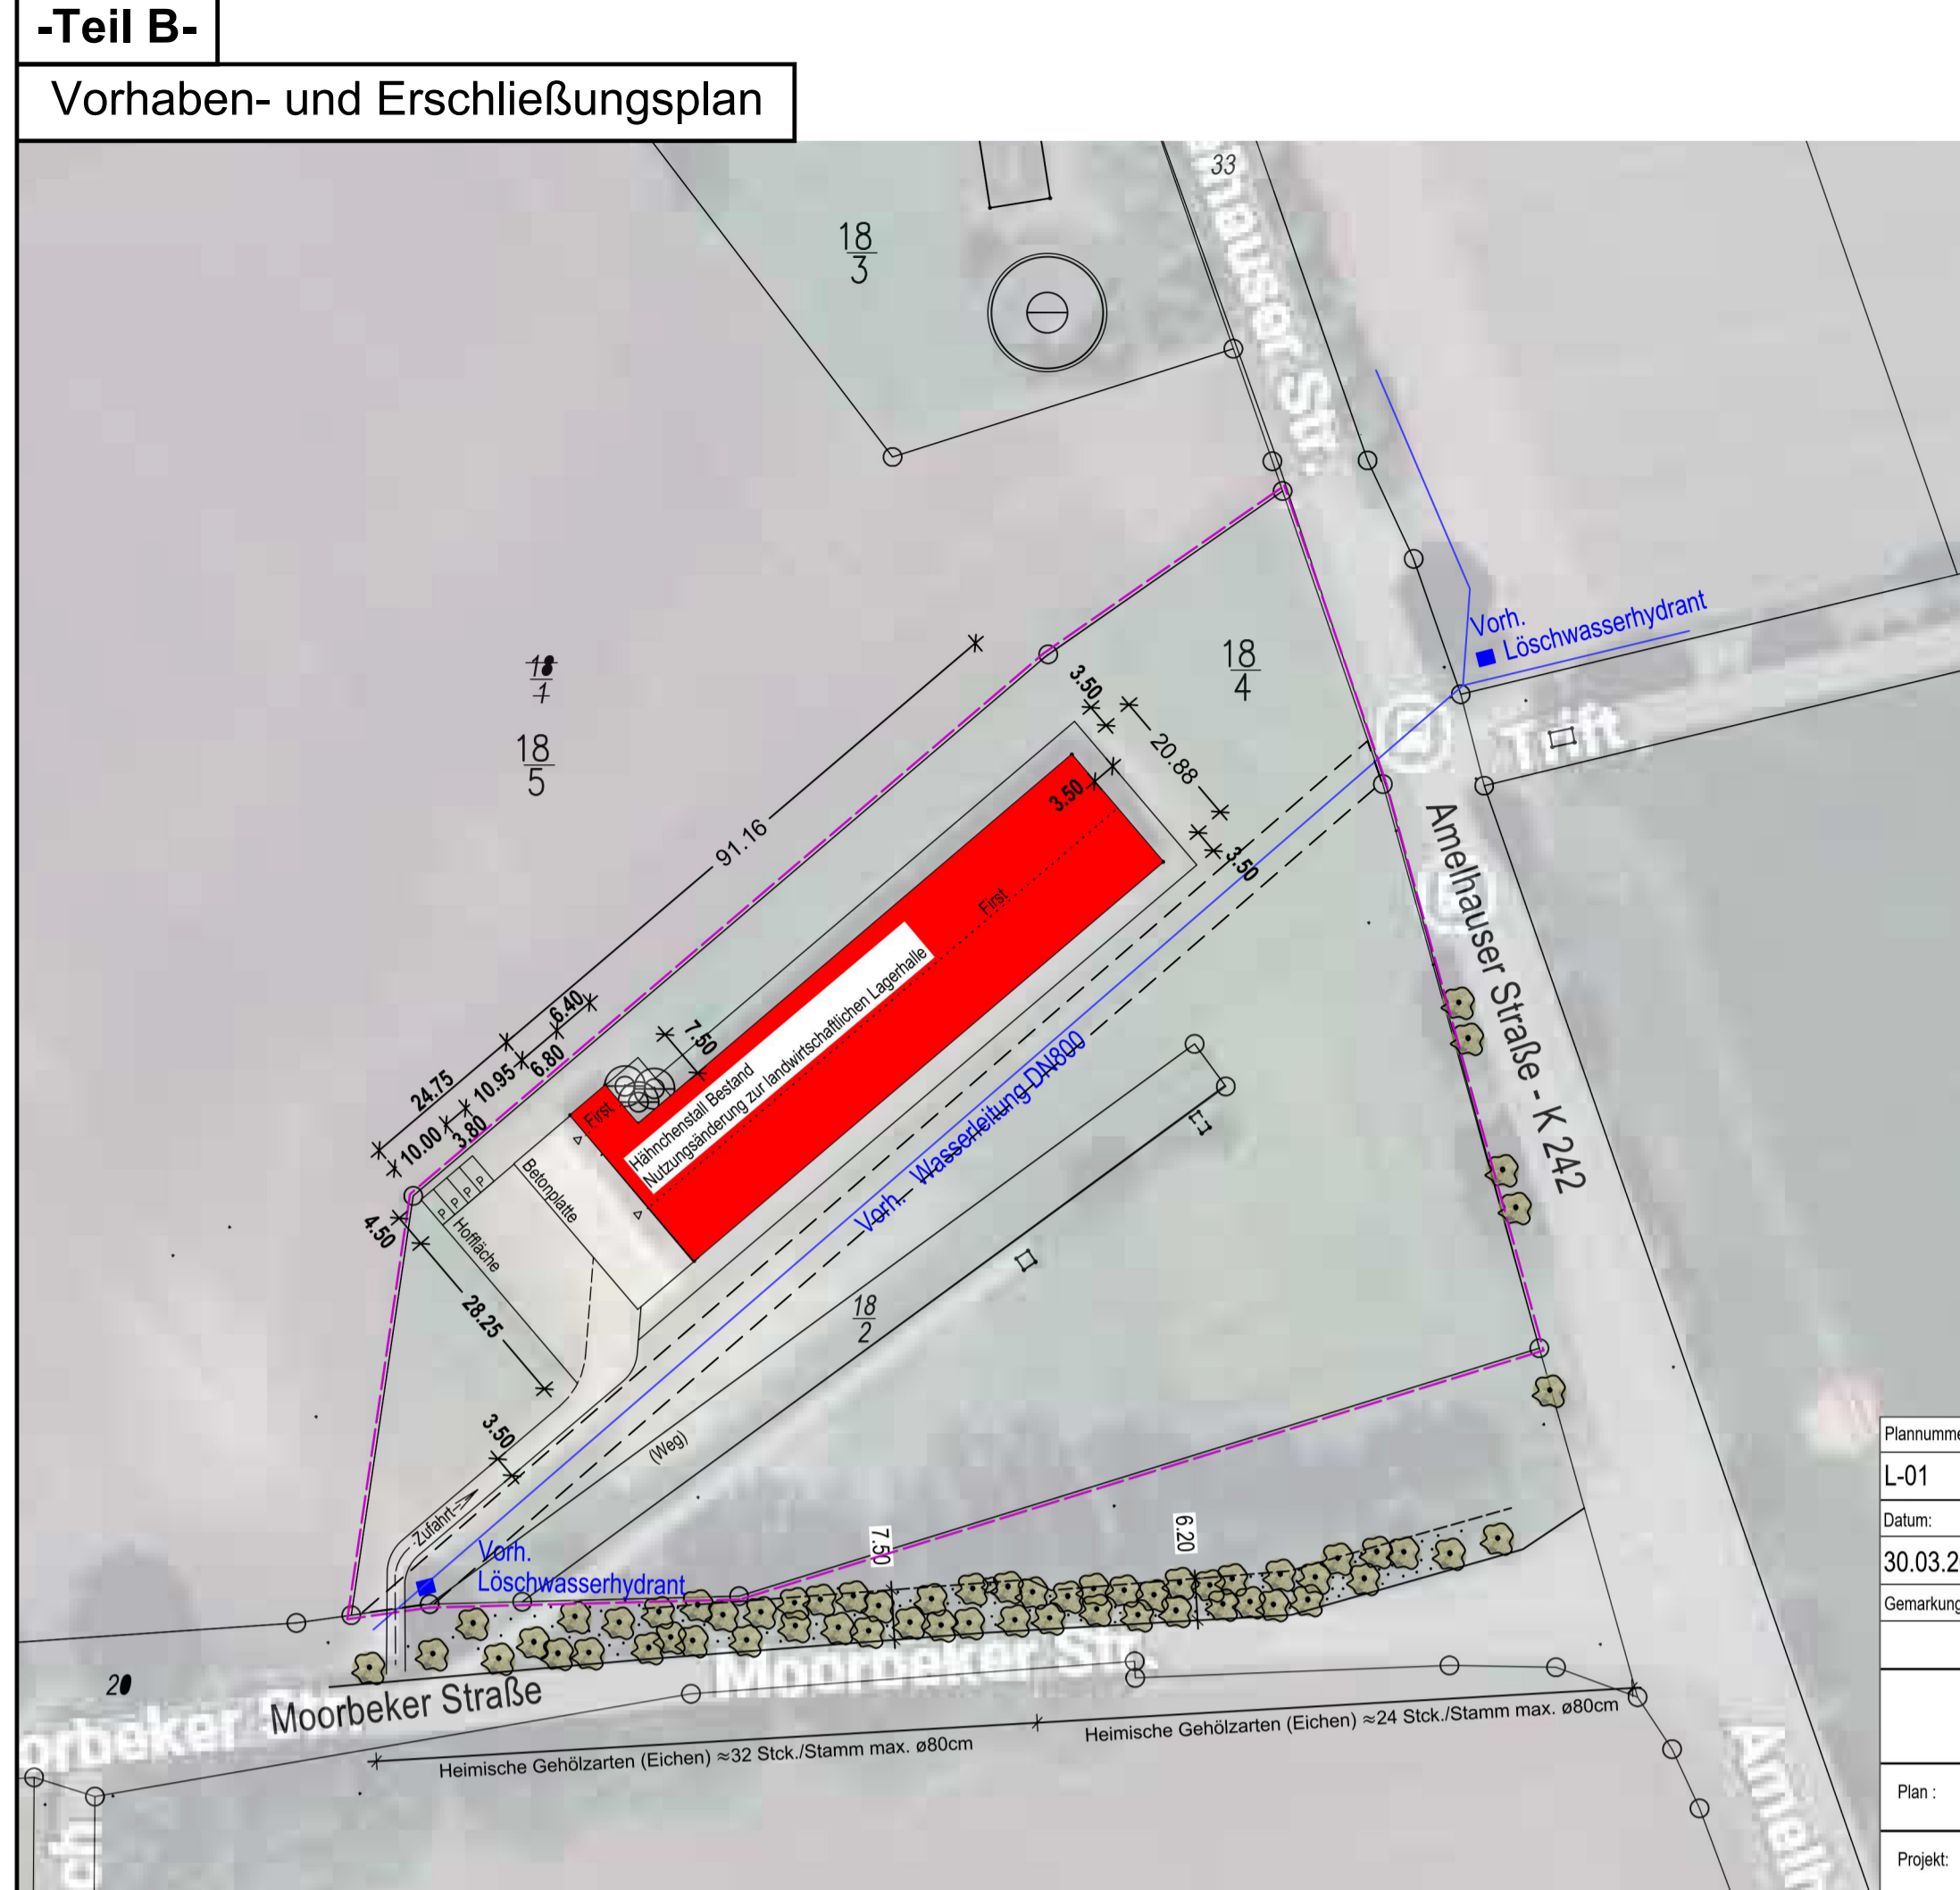 -Teil B-
Vorhaben- und Erschließungsplan
33
18
3
18
5
18
4
Vorh.
Löschwasserhydrant
Trift
Amelhauser Straße - K 242
3.50
20.88
3.50
3.50
91.16
First
Hähnchenstall Bestand
Nutzungsänderung zur landwirtschaftlichen Lagerhalle
First
7.50
6.40
6.80
10.95
24.75
3.80
10.00
4.50
P P P P
Hoffläche
Betonplatte
28.25
3.50
Zufahrt
Vorh. Wasserleitung DN800
18
2
(Weg)
Vorh.
Löschwasserhydrant
7.50
6.20
Moorbeker Str.
Moorbeker Straße
Heimische Gehölzarten (Eichen) ≈32 Stck./Stamm max. ø80cm
Heimische Gehölzarten (Eichen) ≈24 Stck./Stamm max. ø80cm
L-01
Datum:
30.03.2
Gemarkung
Plan :
Projekt: